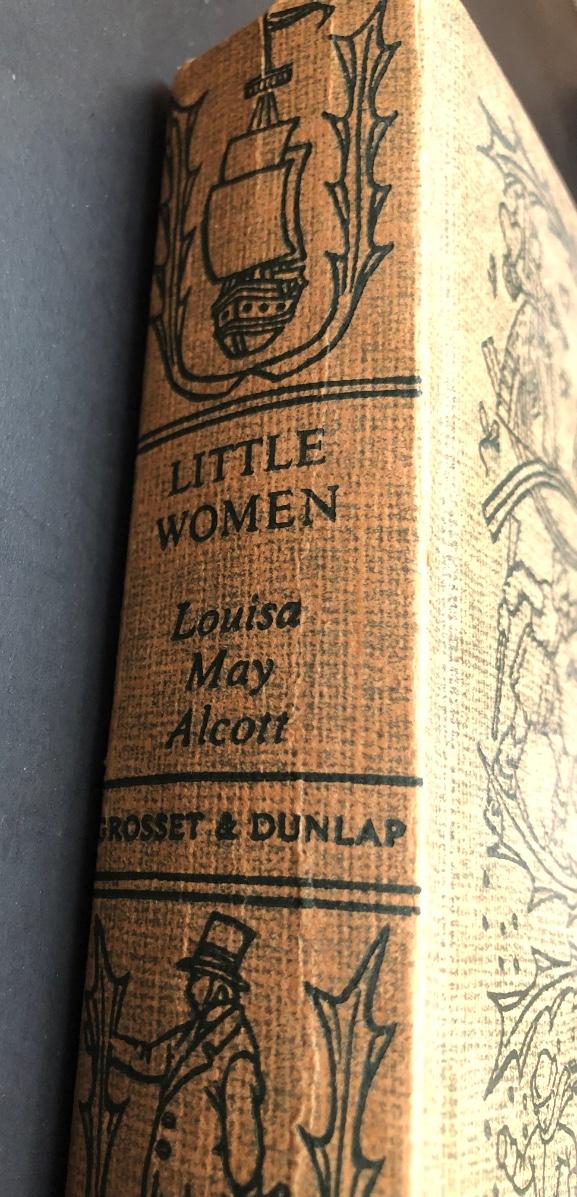 LITTLE
WOMEN
Louisa
May
Alcott
GROSSET & DUNLAP